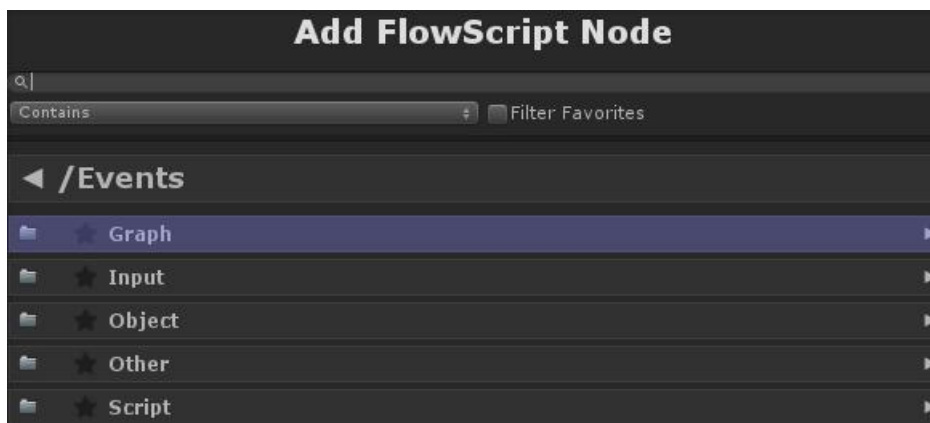 Add FlowScript Node
Contains
Filter Favorites
/Events
Graph
Input
Object
Other
Script